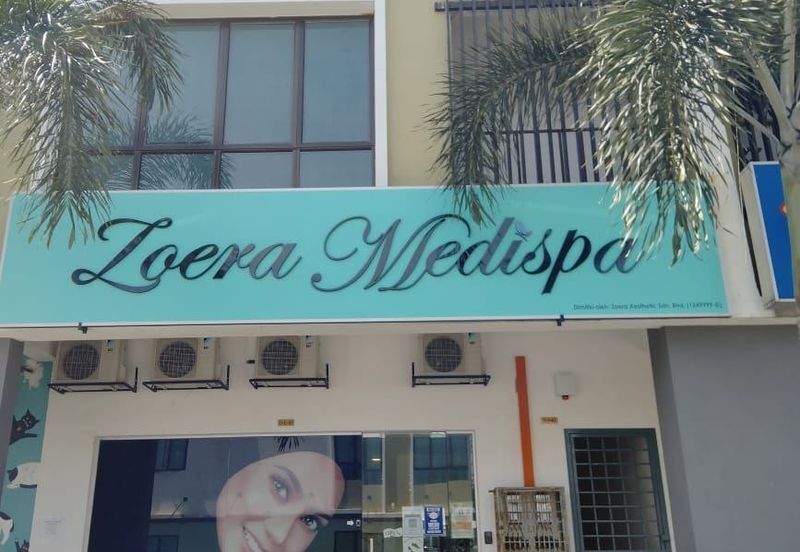 Zoera Medispa
Dimiliki oleh: Zoera Aesthetic Sdn. Bhd. (1249999-D)